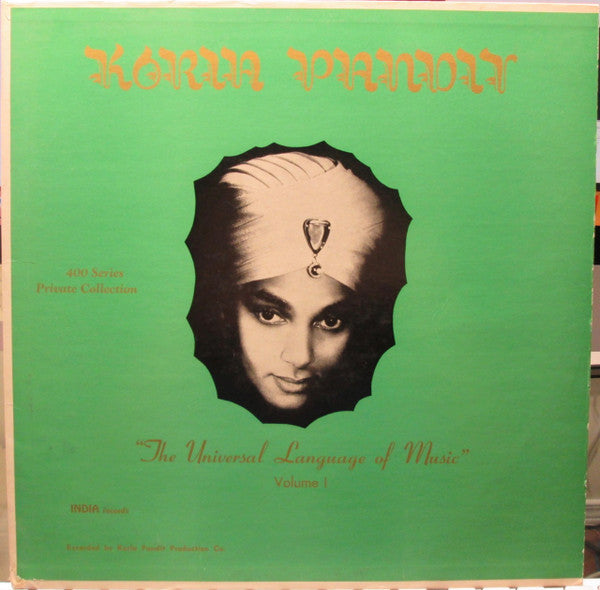 KORLA PANDIT
400 Series
Private Collection
"The Universal Language of Music"
Volume I
INDIA Records
Recorded by Korla Pandit Production Co.